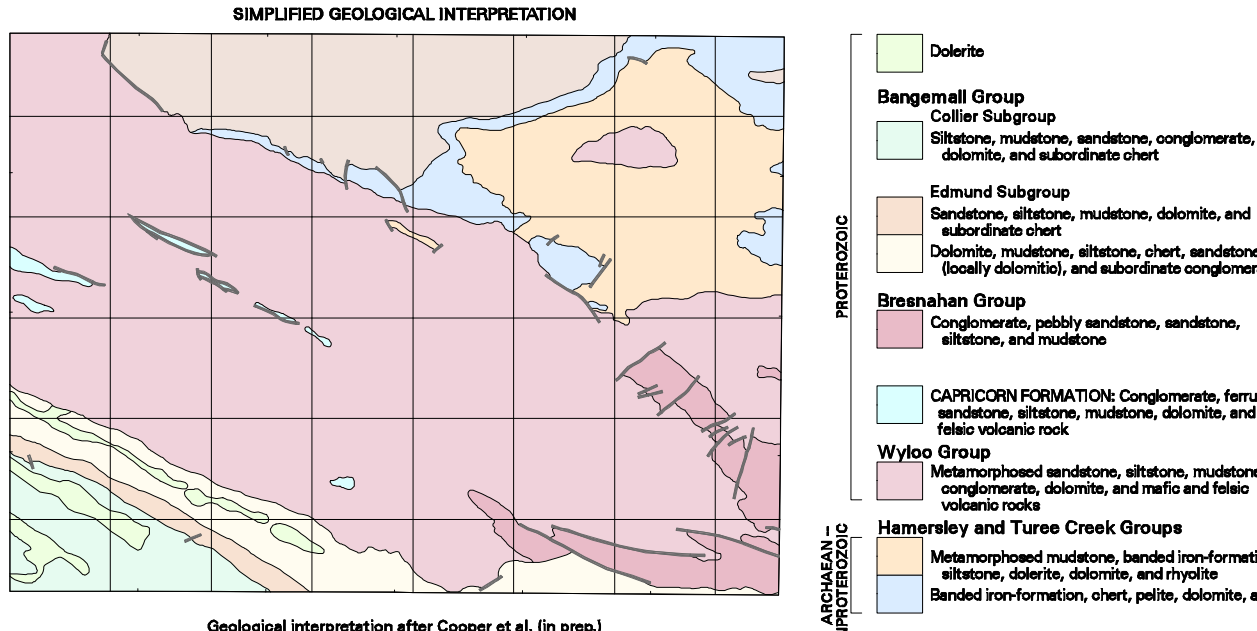 SIMPLIFIED GEOLOGICAL INTERPRETATION
Dolerite
Bangemall Group
Collier Subgroup
Siltstone, mudstone, sandstone, conglomerate,
dolomite, and subordinate chert
Edmund Subgroup
Sandstone, siltstone, mudstone, dolomite, and
subordinate chert
Dolomite, mudstone, siltstone, chert, sandstone
(locally dolomitic), and subordinate conglomer
Bresnahan Group
Conglomerate, pebbly sandstone, sandstone,
siltstone, and mudstone
CAPRICORN FORMATION: Conglomerate, ferru
sandstone, siltstone, mudstone, dolomite, and
felsic volcanic rock
Wyloo Group
Metamorphosed sandstone, siltstone, mudstone
conglomerate, dolomite, and mafic and felsic
volcanic rocks
PROTEROZOIC
Hamersley and Turee Creek Groups
Metamorphosed mudstone, banded iron-formati
siltstone, dolerite, dolomite, and rhyolite
Banded iron-formation, chert, pelite, dolomite, a
ARCHAEAN–
PROTEROZOIC
Geological interpretation after Cooper et al. (in prep.)